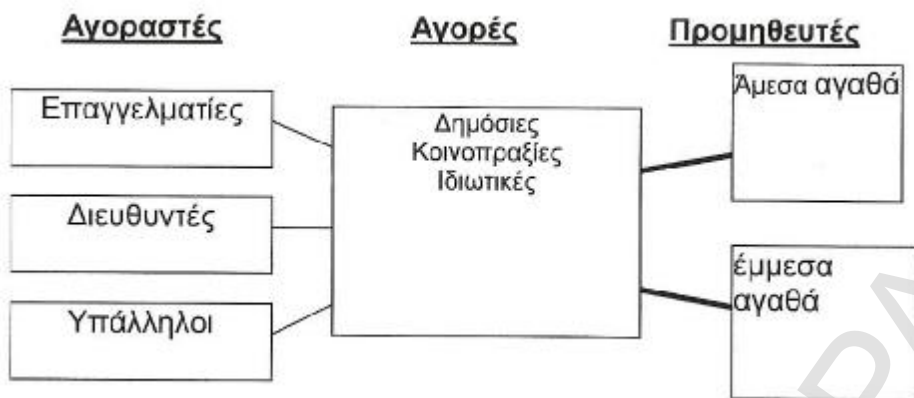 Αγοραστές
Αγορές
Προμηθευτές
Επαγγελματίες
Διευθυντές
Υπάλληλοι
Δημόσιες
Κοινοπραξίες
Ιδιωτικές
Άμεσα αγαθά
έμμεσα
αγαθά